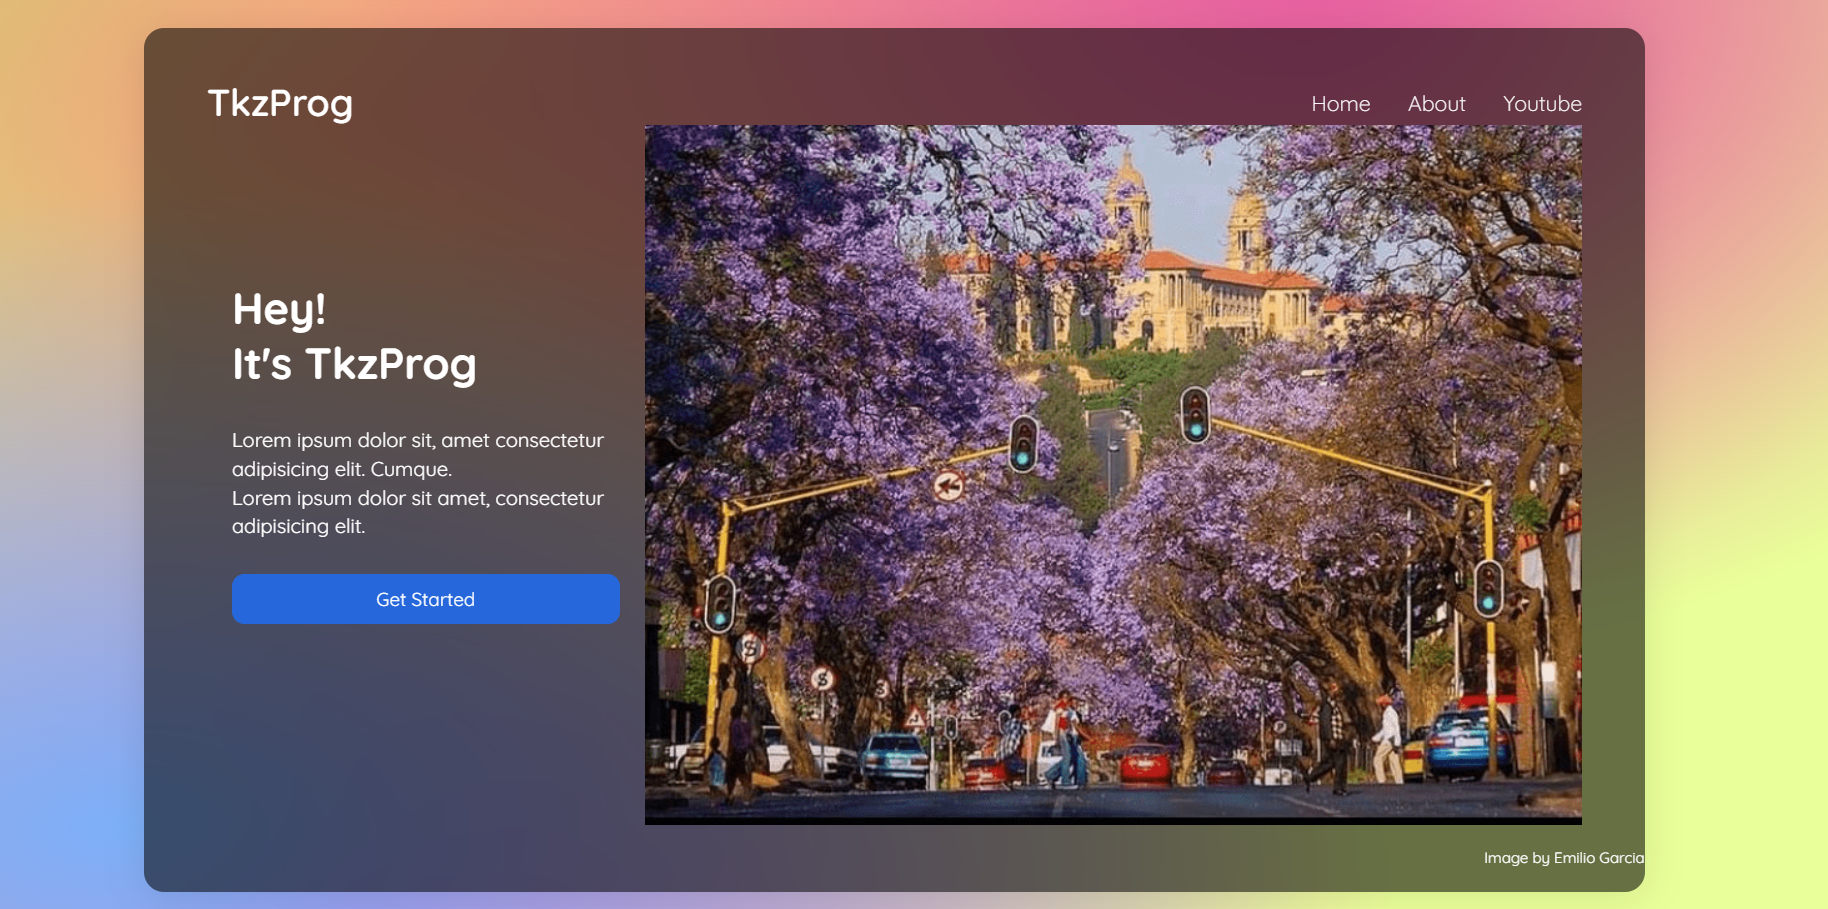 TkzProg
Home About Youtube
Hey!
It's TkzProg
Lorem ipsum dolor sit, amet consectetur
adipisicing elit. Cumque.
Lorem ipsum dolor sit amet, consectetur
adipisicing elit.
Get Started
Image by Emilio Garcia